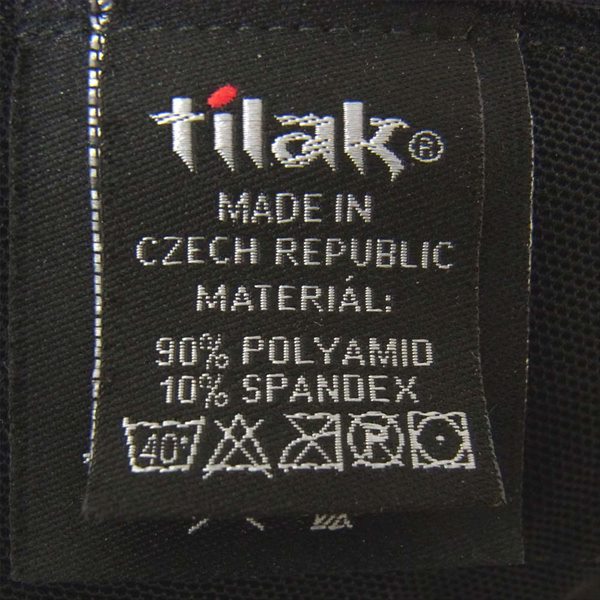 tilak®
MADE IN
CZECH REPUBLIC
MATERIÁL:
90% POLYAMID
10% SPANDEX
40° P